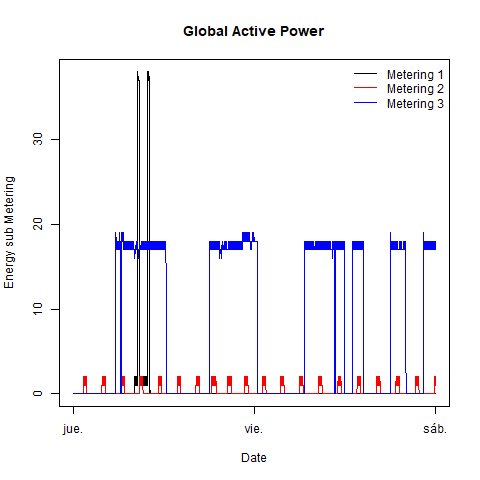 Global Active Power
Metering 1
Metering 2
Metering 3
Energy sub Metering
30
20
10
0
jue.
vie.
sáb.
Date